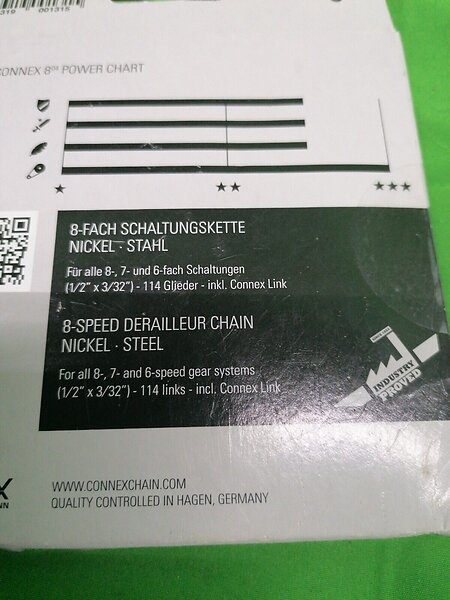 319 001315
CONNEX 8se POWER CHART
8-FACH SCHALTUNGSKETTE
NICKEL · STAHL
Für alle 8-, 7- und 6-fach Schaltungen
(1/2" x 3/32") - 114 Glieder - inkl. Connex Link
8-SPEED DERAILLEUR CHAIN
NICKEL · STEEL
For all 8-, 7- and 6-speed gear systems
(1/2" x 3/32") - 114 links - incl. Connex Link
INDUSTRY
PROVED
X
WWW.CONNEXCHAIN.COM
QUALITY CONTROLLED IN HAGEN, GERMANY